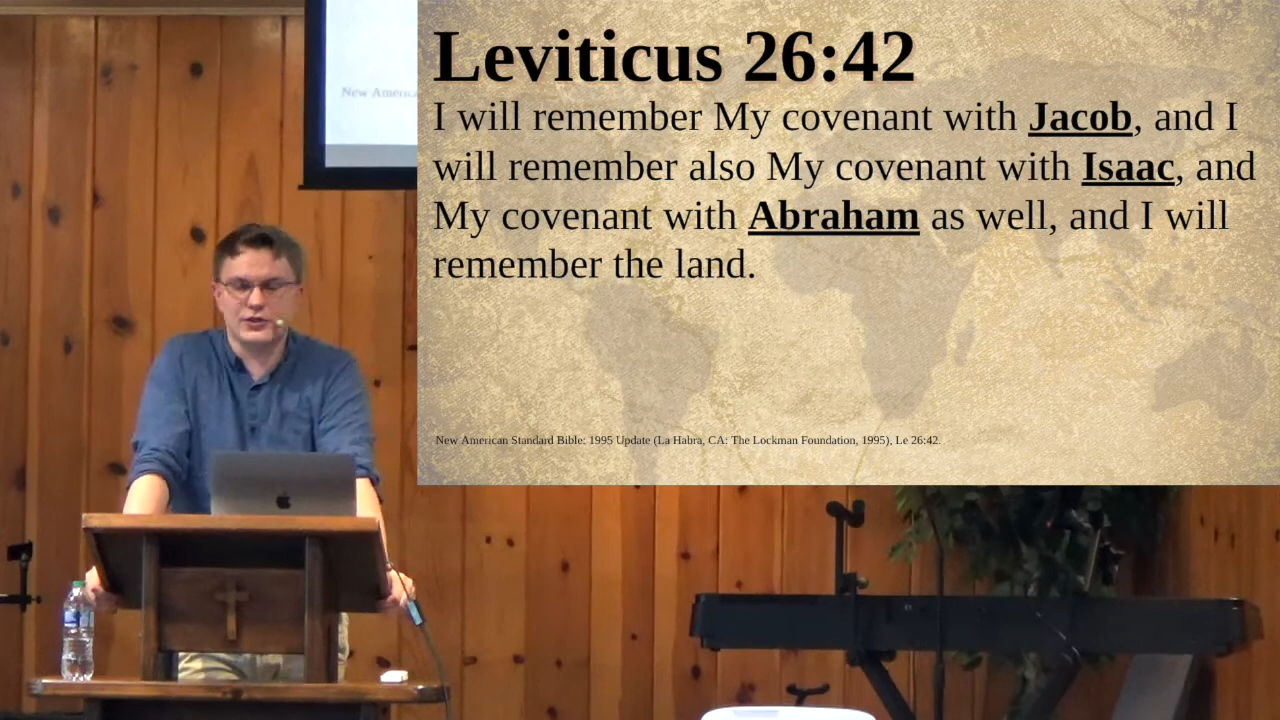 Leviticus 26:42
I will remember My covenant with Jacob, and I
will remember also My covenant with Isaac, and
My covenant with Abraham as well, and I will
remember the land.
New American Standard Bible: 1995 Update (La Habra, CA: The Lockman Foundation, 1995), Le 26:42.
New